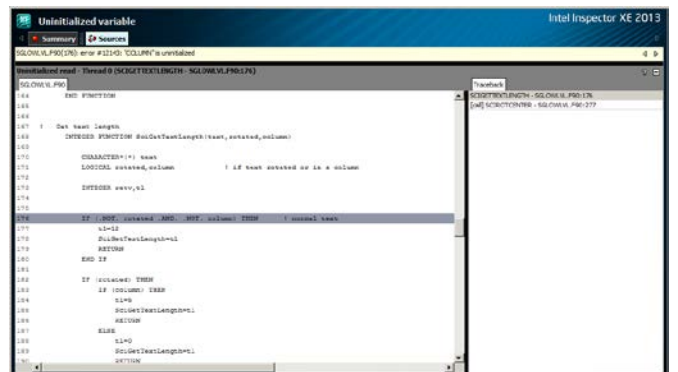 Uninitialized variable
Intel Inspector XE 2013
Summary
Sources
SGLOWLVL.F90(176): error #12143: "COLUMN" is uninitialized
Uninitialized read - Thread 0 (SCIGETTEXTLENGTH - SGLOWLVL.F90:176)
SGLOWLVL.F90
Traceback
SCIGETTEXTLENGTH - SGLOWLVL.F90:176
[call] SCIROTCENTER - SGLOWLVL.F90:277
164 END FUNCTION
165
166
167 ! Get text length
168 INTEGER FUNCTION SciGetTextLength(text,rotated,column)
169
170 CHARACTER*(*) text
171 LOGICAL rotated,column ! if text rotated or in a column
172
173 INTEGER serv,tl
174
175
176 IF (.NOT. rotated .AND. .NOT. column) THEN ! normal text
177 tl=12
178 SciGetTextLength=tl
179 RETURN
180 END IF
181
182 IF (rotated) THEN
183 IF (column) THEN
184 tl=5
185 SciGetTextLength=tl
186 RETURN
187 ELSE
188 tl=0
189 SciGetTextLength=tl
190 RETURN